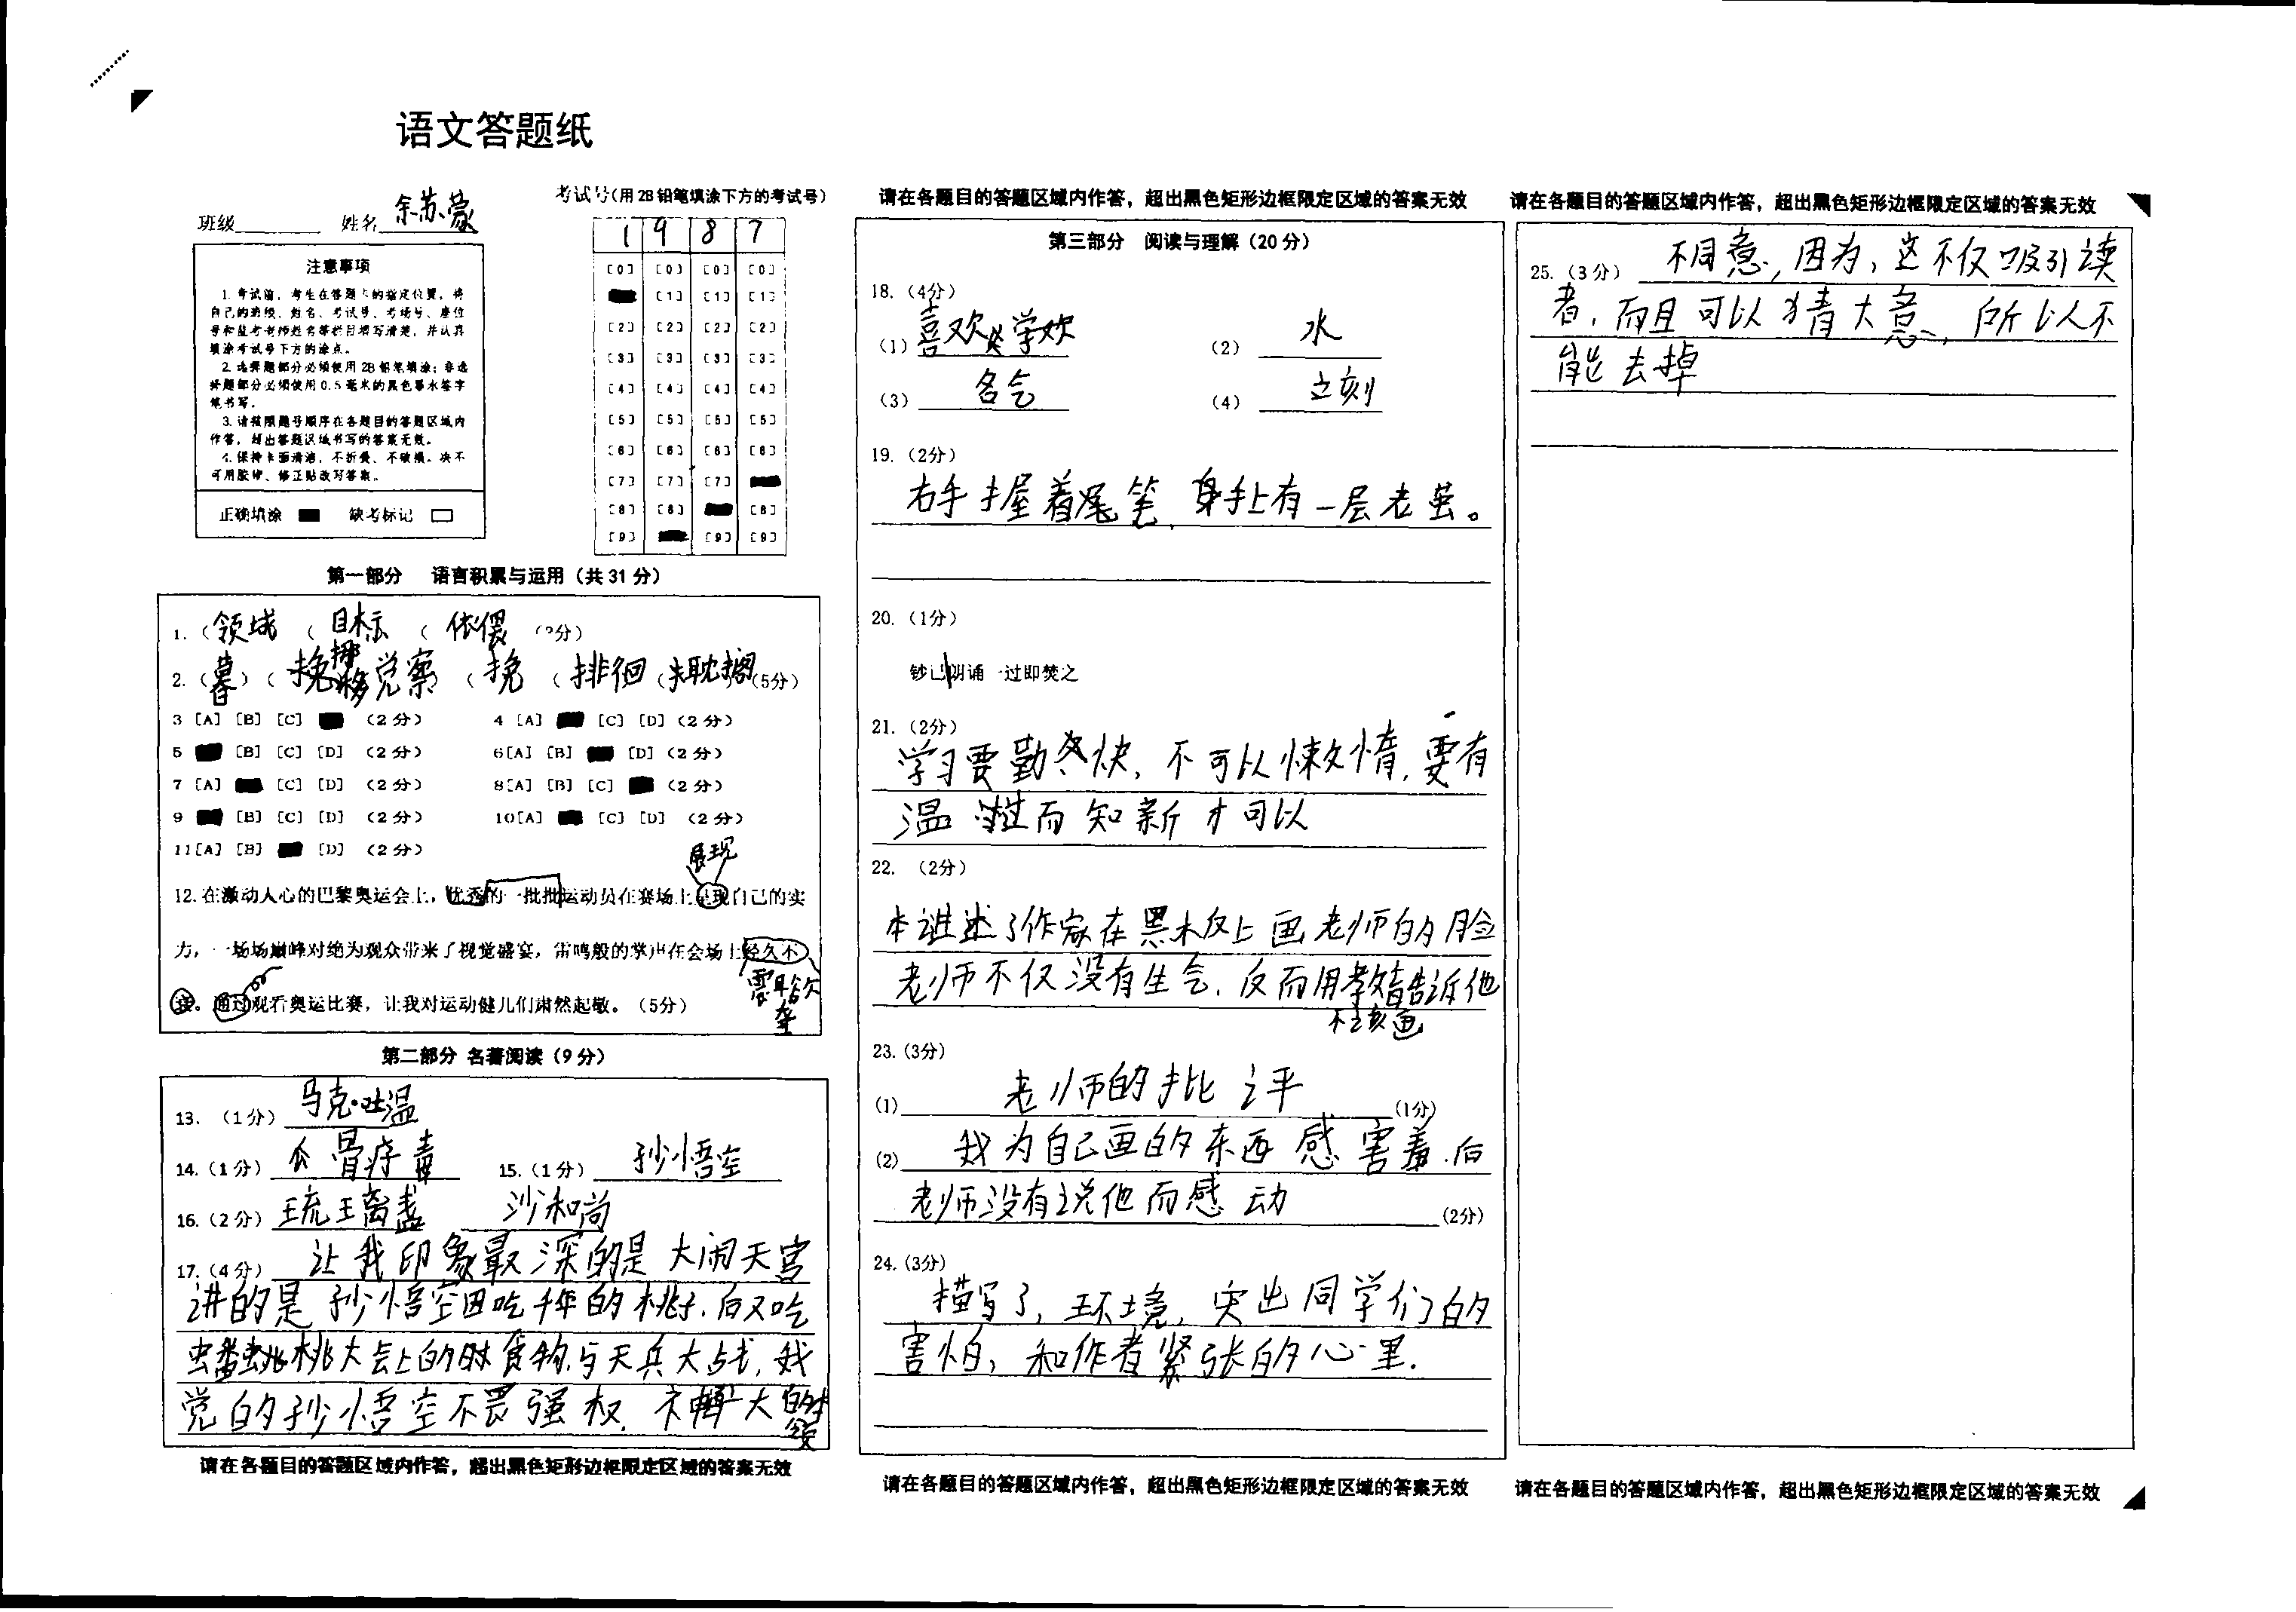 语文答题纸
班级 姓名 余苏蒙
考试号(用2B铅笔填涂下方的考试号)
1 9 8 7
[0] [0] [0] [0]
[1] [1] [1]
[2] [2] [2] [2]
[3] [3] [3] [3]
[4] [4] [4] [4]
[5] [5] [5] [5]
[6] [6] [6] [6]
[7] [7] [7]
[8] [8] [8]
[9] [9] [9]
注意事项
1.考试前,考生在答题卡的指定位置,将
自己的班级、姓名、考试号、考场号、座位
号和监考老师姓名等栏目填写清楚,并认真
填涂考试号下方的涂点。
2.选择题部分必须使用2B铅笔填涂;非选
择题部分必须使用0.5毫米的黑色墨水签字
笔书写。
3.请按照题号顺序在各题目的答题区域内
作答,超出答题区域书写的答案无效。
4.保持卡面清洁,不折叠、不破损。决不
可用胶带、修正贴改写答案。
正确填涂 缺考标记
第一部分 语言积累与运用(共31分)
1.(领域 ( 目标 ( 依偎 (2分)
2.( 暮 ) ( 挪移 ( 挽 ( 排徊 ( 耽搁 (5分)
3 [A] [B] [C] (2分) 4 [A] [C] [D] (2分)
5 [B] [C] [D] (2分) 6[A] [B] [D] (2分)
7 [A] [C] [D] (2分) 8[A] [B] [C] (2分)
9 [B] [C] [D] (2分) 10[A] [C] [D] (2分)
11[A] [B] [D] (2分)
展现
12.在激动人心的巴黎奥运会上,优秀的一批批运动员在赛场上呈现自己的实
力,一场场巅峰对绝为观众带来了视觉盛宴,雷鸣般的掌声在会场上经久不
震耳欲聋
通过观看奥运比赛,让我对运动健儿们肃然起敬。(5分)
第二部分 名著阅读(9分)
13. (1分) 马克·吐温
14.(1分) 骨疗毒 15.(1分) 孙悟空
16.(2分) 琉璃盏 沙和尚
17.(4分) 让我印象最深的是大闹天宫
讲的是孙悟空因吃千年的桃子.后又吃
蟠桃大会上的食物.与天兵大战,我
觉的孙悟空不畏强权, 大的本领
请在各题目的答题区域内作答,超出黑色矩形边框限定区域的答案无效
请在各题目的答题区域内作答,超出黑色矩形边框限定区域的答案无效
第三部分 阅读与理解(20分)
18.(4分)
(1) 喜欢 学欢 (2) 水
(3) 名气 (4) 立刻
19.(2分)
右手握着尾笔,身手上有一层老茧。
20.(1分)
钞已朗诵一过即焚之
21.(2分)
学习要勤快,不可以懒惰,要有
温 而知新才可以
22.(2分)
本讲述了作家在黑木反上画老师的脸
老师不仅没有生气.反而用 告诉他
不该画
23.(3分)
(1) 老师的批评 (1分)
(2) 我为自己画的东西感害羞.后
老师没有说他而感动 (2分)
24.(3分)
描写了,环境,突出同学们的
害怕,和作者紧张的心里.
请在各题目的答题区域内作答,超出黑色矩形边框限定区域的答案无效
请在各题目的答题区域内作答,超出黑色矩形边框限定区域的答案无效
25.(3分) 不同意,因为,这不仅吸引读
者,而且可以猜大意,所以不
能去掉
请在各题目的答题区域内作答,超出黑色矩形边框限定区域的答案无效